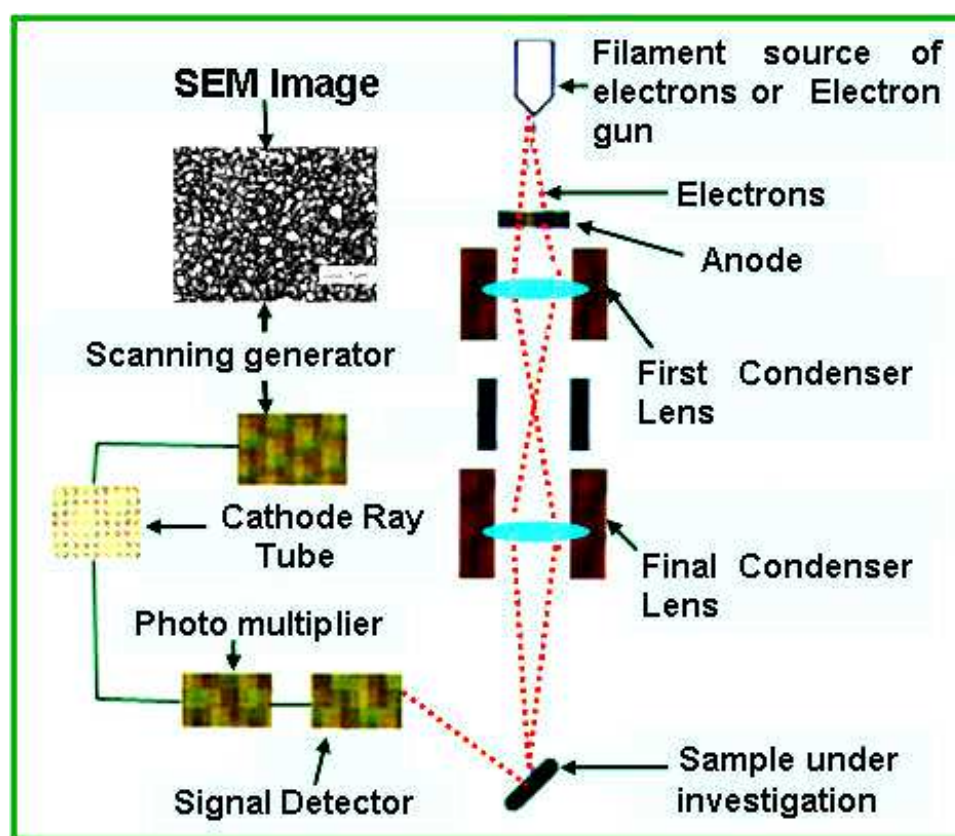 SEM Image
Filament source of
electrons or Electron
gun
Electrons
Anode
Scanning generator
First Condenser
Lens
Cathode Ray
Tube
Final Condenser
Lens
Photo multiplier
Signal Detector
Sample under
investigation